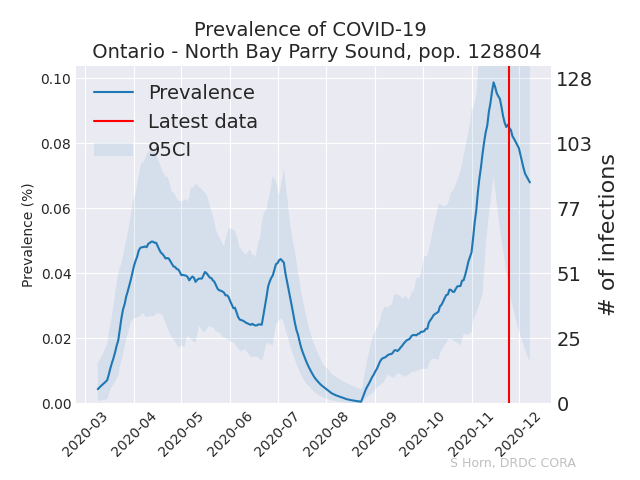 Prevalence of COVID-19
Ontario - North Bay Parry Sound, pop. 128804
Prevalence
Latest data
95CI
Prevalence (%)
0.10
0.08
0.06
0.04
0.02
0.00
128
103
77
51
25
0
# of infections
2020-03
2020-04
2020-05
2020-06
2020-07
2020-08
2020-09
2020-10
2020-11
2020-12
S Horn, DRDC CORA